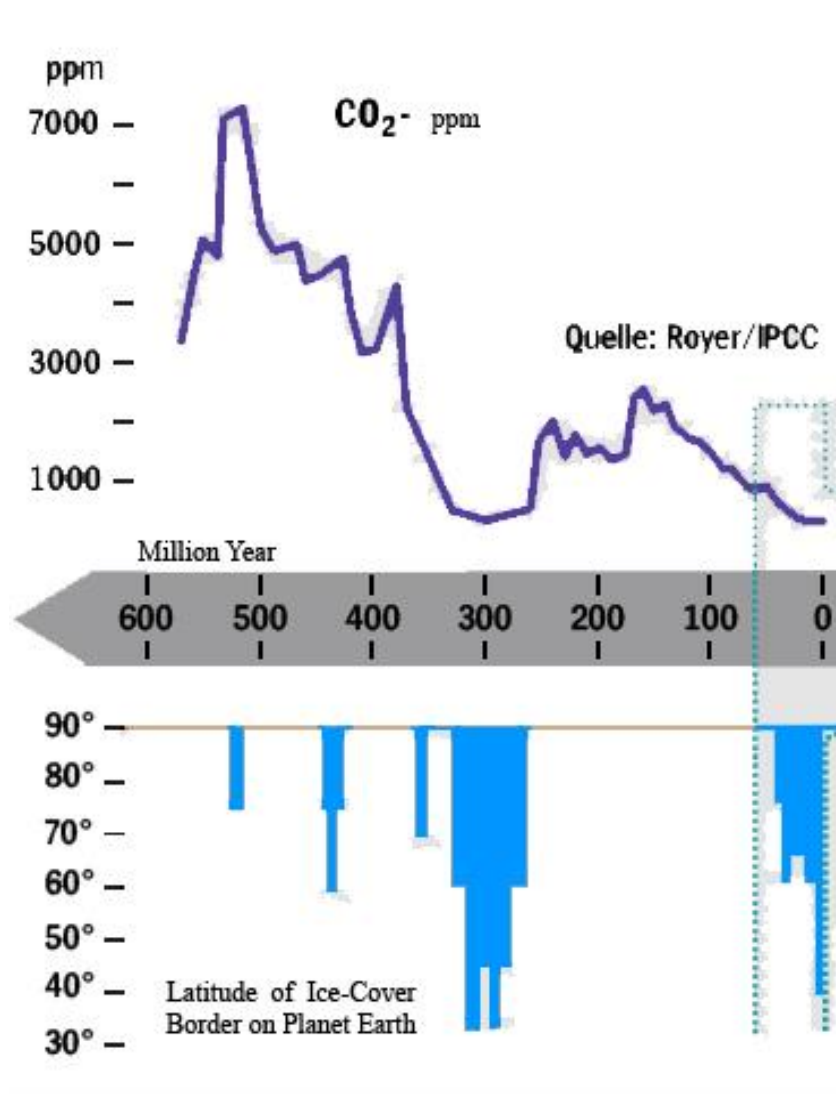 ppm
7000
CO₂- ppm
5000
Quelle: Royer/IPCC
3000
1000
Million Year
600 500 400 300 200 100 0
90°
80°
70°
60°
50°
40°
30°
Latitude of Ice-Cover
Border on Planet Earth